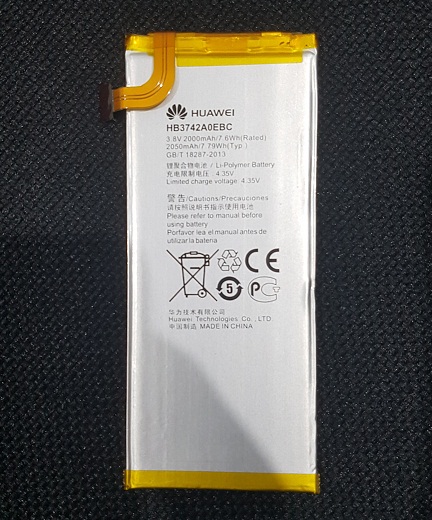 HUAWEI
HB3742A0EBC
3.8V 2000mAh/7.6Wh(Rated)
2050mAh/7.79Wh(Typ.)
GB/T 18287-2013
锂聚合物电池 / Li-Polymer Battery
充电限制电压：4.35V
Limited charge voltage: 4.35V
警告/Cautions/Precauciones
请按照说明书指示使用电池
Please refer to manual before
using battery
Porfavor lea el manual antes de
utilizar la bateria
CE
5
PC
华为技术有限公司
Huawei Technologies Co., LTD.
中国制造 MADE IN CHINA